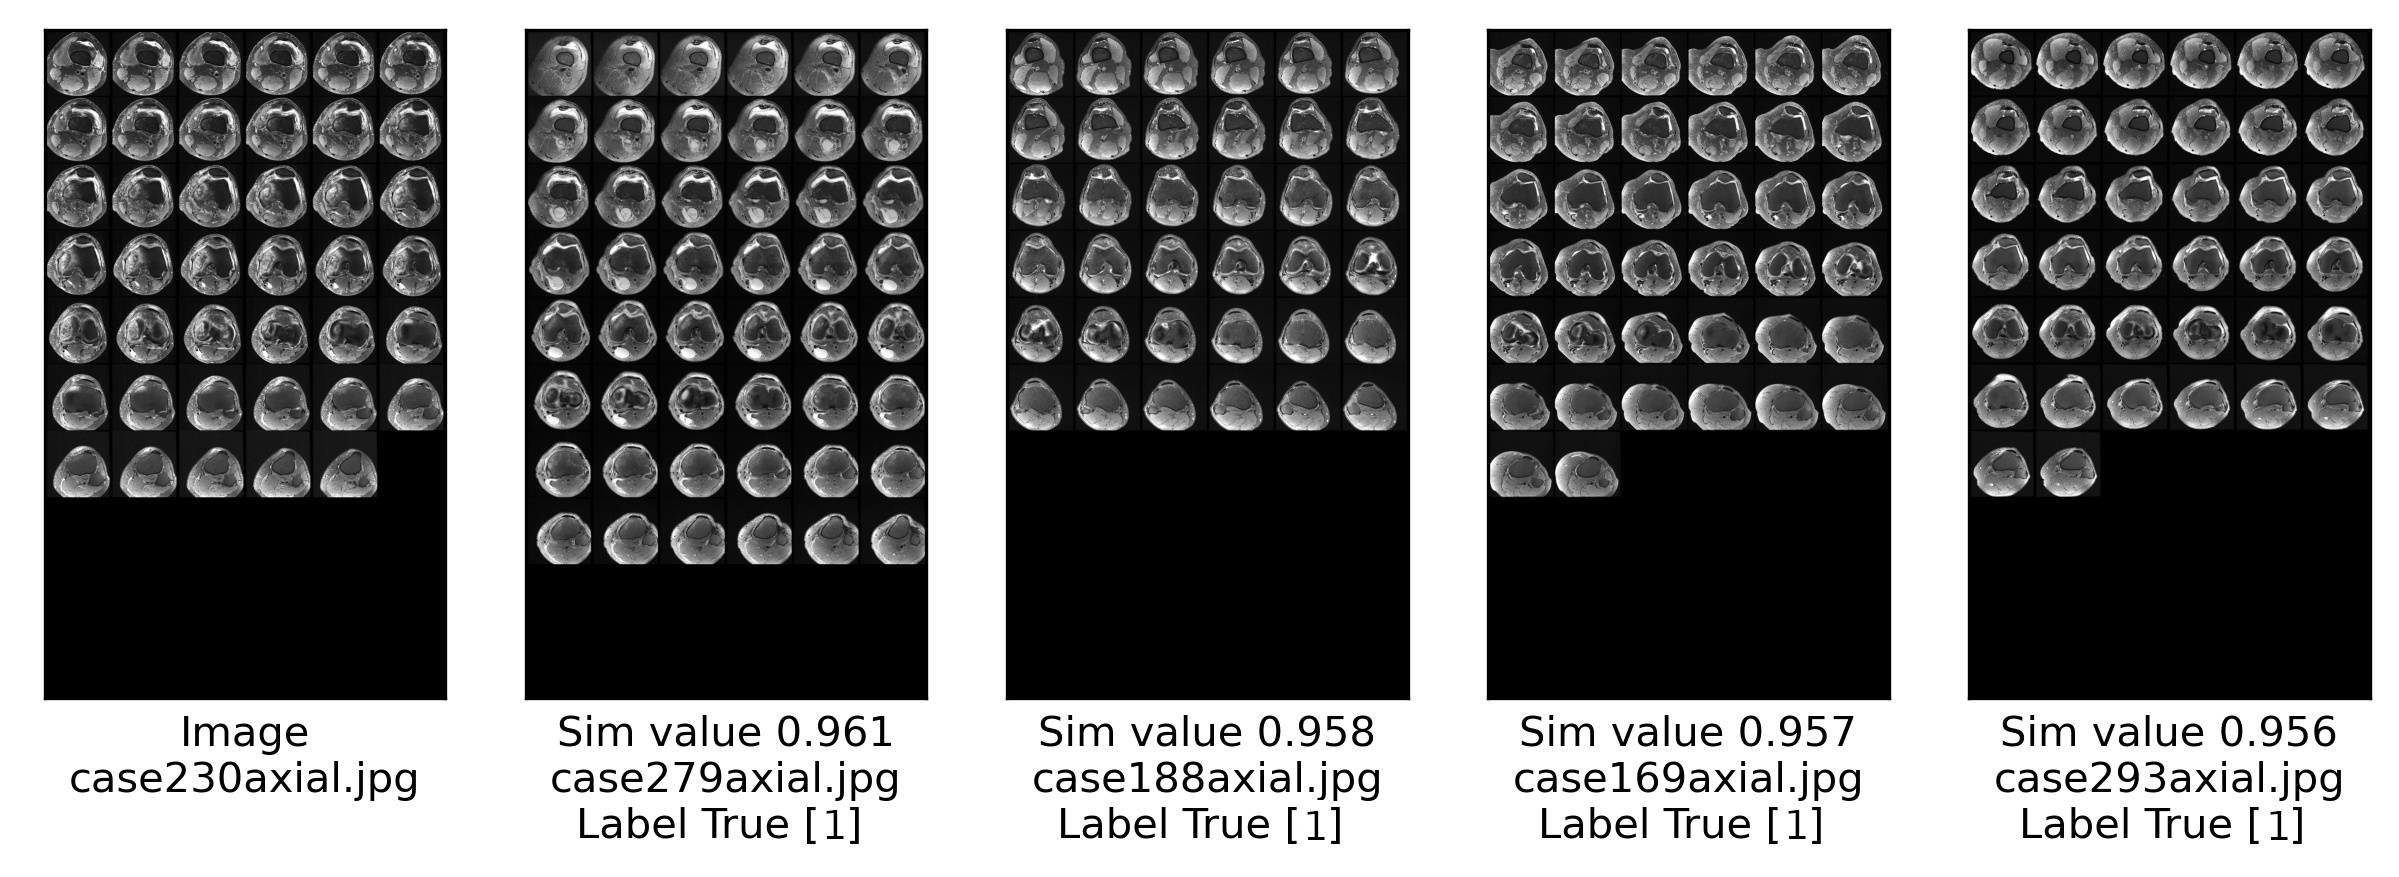 Image
case230axial.jpg
Sim value 0.961
case279axial.jpg
Label True [1]
Sim value 0.958
case188axial.jpg
Label True [1]
Sim value 0.957
case169axial.jpg
Label True [1]
Sim value 0.956
case293axial.jpg
Label True [1]